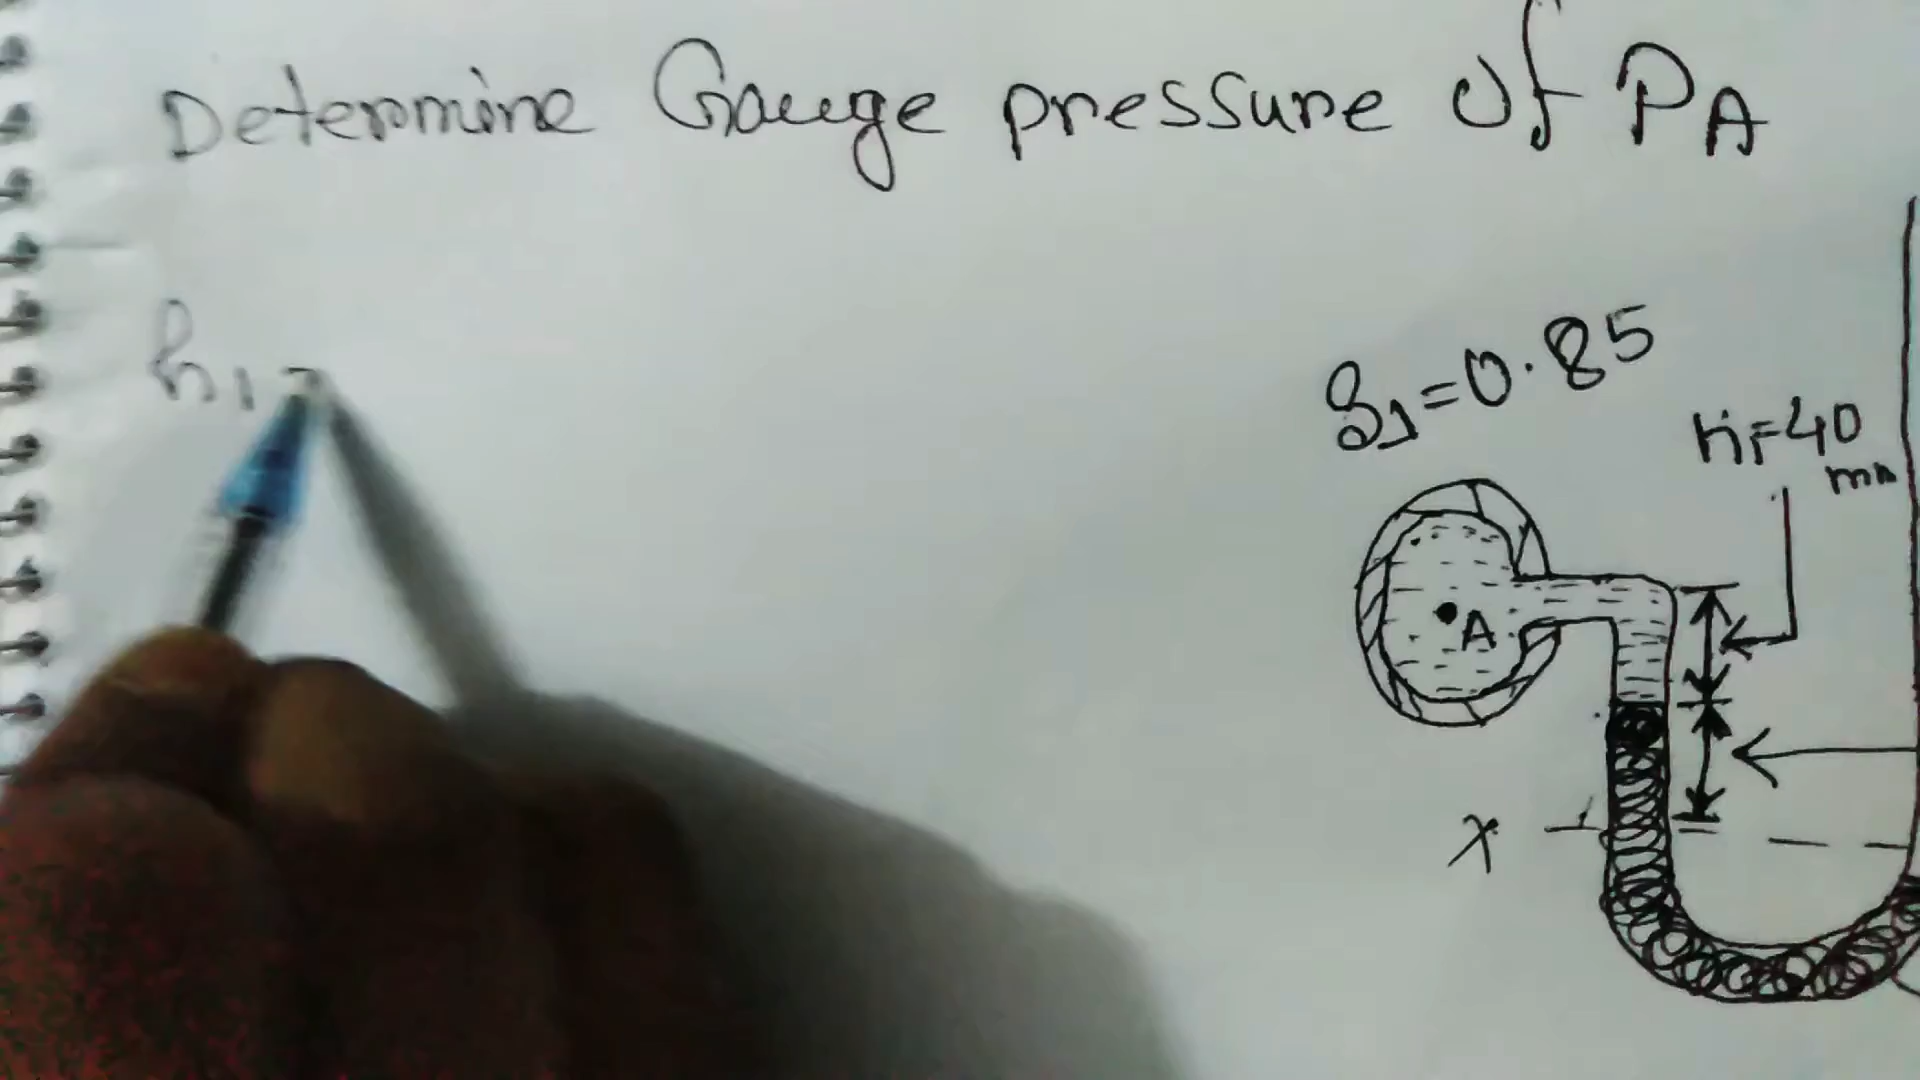 Determine Gauge pressure of PA
h1
S1=0.85
h1=40
mm
A
X